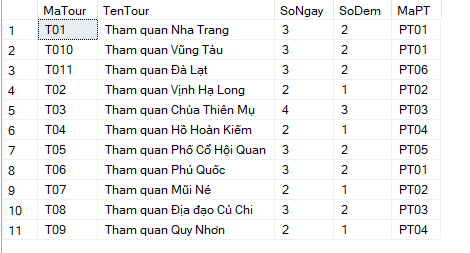 MaTour TenTour SoNgay SoDem MaPT
1 T01 Tham quan Nha Trang 3 2 PT01
2 T010 Tham quan Vũng Tàu 3 2 PT01
3 T011 Tham quan Đà Lạt 3 2 PT06
4 T02 Tham quan Vịnh Hạ Long 2 1 PT02
5 T03 Tham quan Chùa Thiên Mụ 4 3 PT03
6 T04 Tham quan Hồ Hoàn Kiếm 2 1 PT04
7 T05 Tham quan Phố Cổ Hội Quan 3 2 PT05
8 T06 Tham quan Phú Quốc 3 2 PT01
9 T07 Tham quan Mũi Né 2 1 PT02
10 T08 Tham quan Địa đạo Củ Chi 3 2 PT03
11 T09 Tham quan Quy Nhơn 2 1 PT04